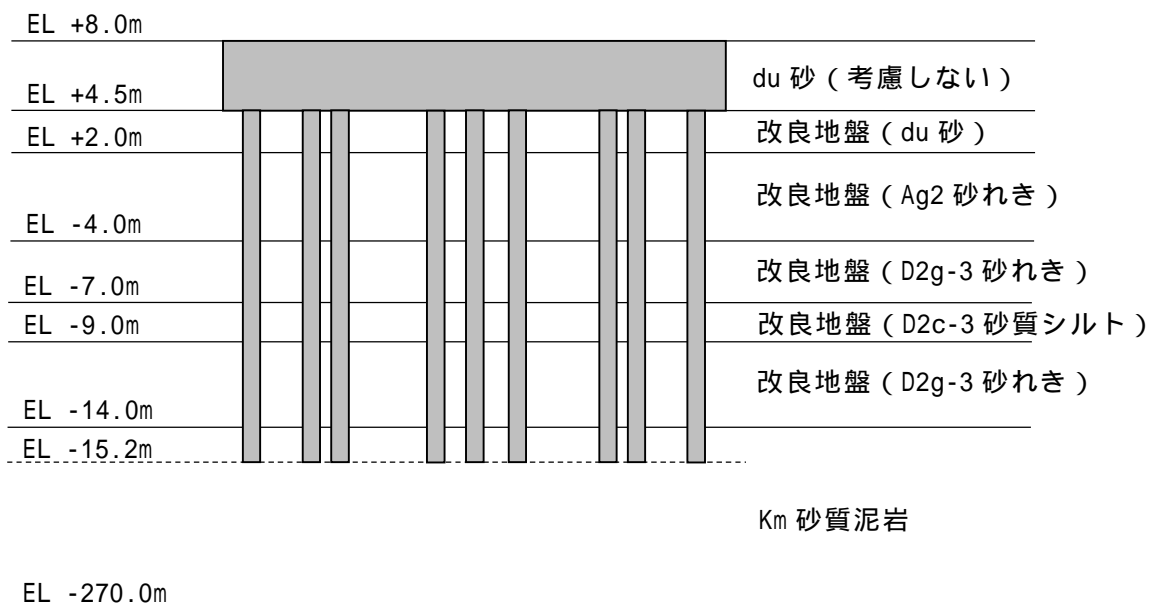 EL +8.0m
du 砂（考慮しない）
EL +4.5m
改良地盤（du 砂）
EL +2.0m
改良地盤（Ag2 砂れき）
EL -4.0m
改良地盤（D2g-3 砂れき）
EL -7.0m
改良地盤（D2c-3 砂質シルト）
EL -9.0m
改良地盤（D2g-3 砂れき）
EL -14.0m
EL -15.2m
Km 砂質泥岩
EL -270.0m